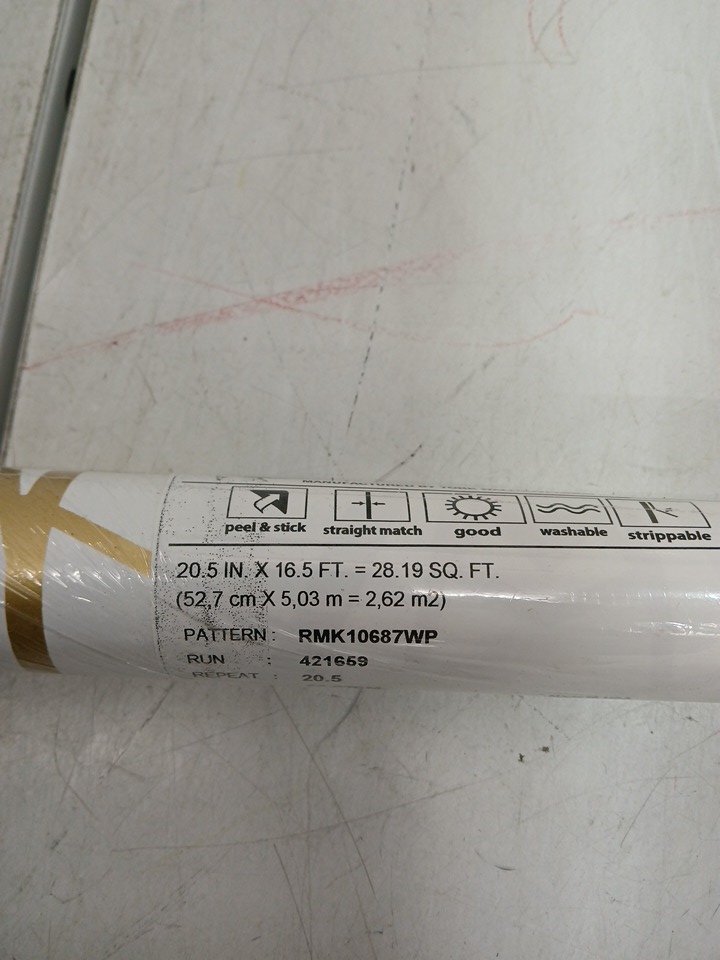 peel & stick straight match good washable strippable
20.5 IN. X 16.5 FT. = 28.19 SQ. FT.
(52,7 cm X 5,03 m = 2,62 m2)
PATTERN : RMK10687WP
RUN : 421659
REPEAT : 20.5